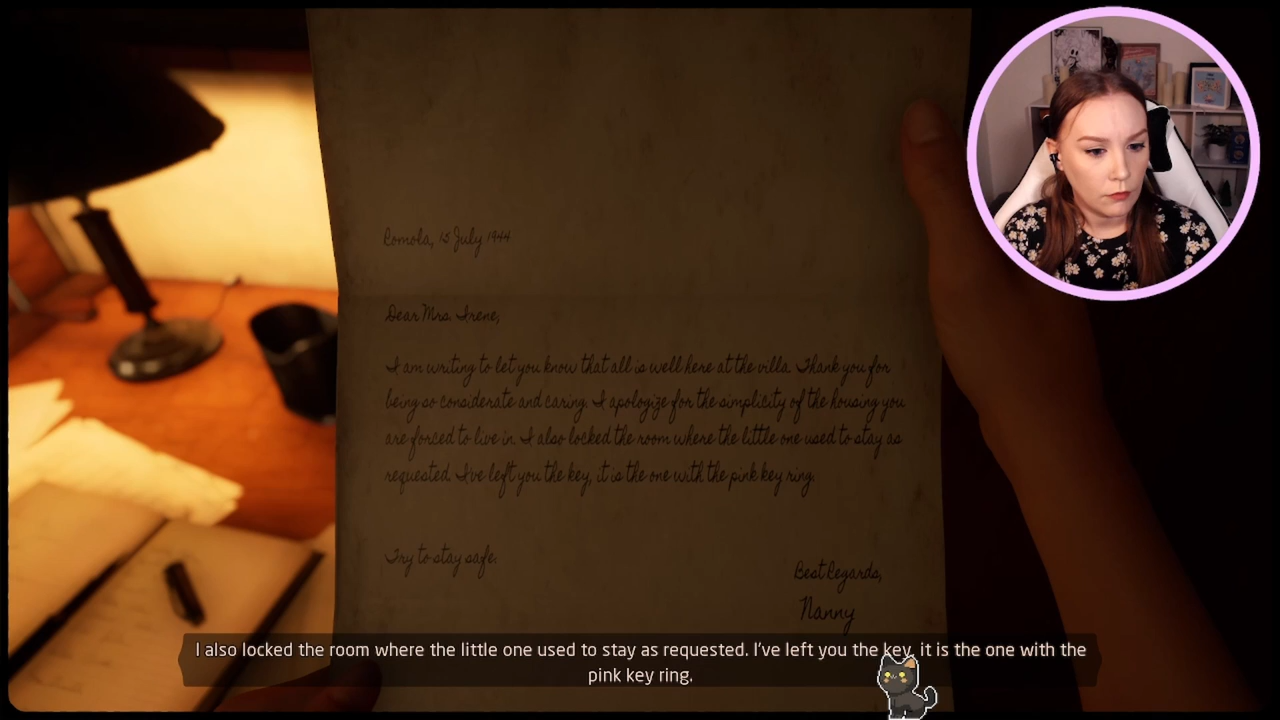 Romola, 15 July 1944
Dear Mrs. Irene,
I am writing to let you know that all is well here at the villa. Thank you for
being so considerate and caring. I apologize for the simplicity of the housing you
are forced to live in. I also locked the room where the little one used to stay as
requested. I've left you the key, it is the one with the pink key ring.
Try to stay safe.
Best Regards,
Nanny
I also locked the room where the little one used to stay as requested. I've left you the key, it is the one with the
pink key ring.